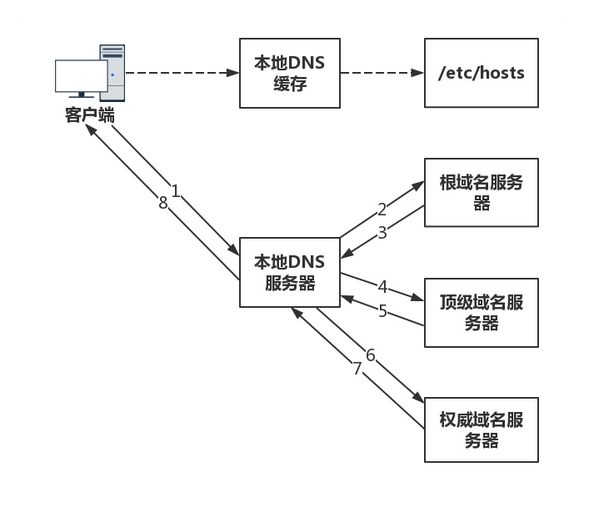 本地DNS
缓存
/etc/hosts
客户端
根域名服务
器
1
8
2
3
本地DNS
服务器
4
5
顶级域名服
务器
6
7
权威域名服
务器